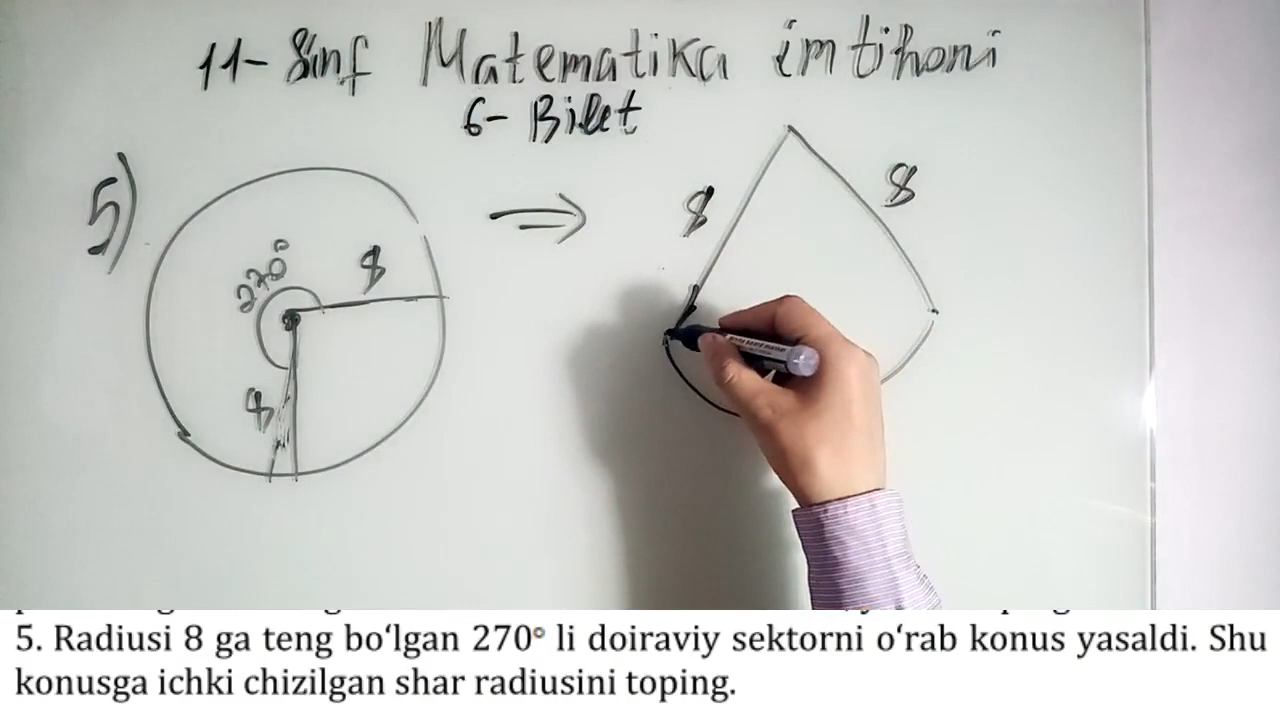 11- Sinf Matematika imtihoni
6- Bilet
5)
270°
8
8
8
8
5. Radiusi 8 ga teng bo‘lgan 270° li doiraviy sektorni o‘rab konus yasaldi. Shu
konusga ichki chizilgan shar radiusini toping.